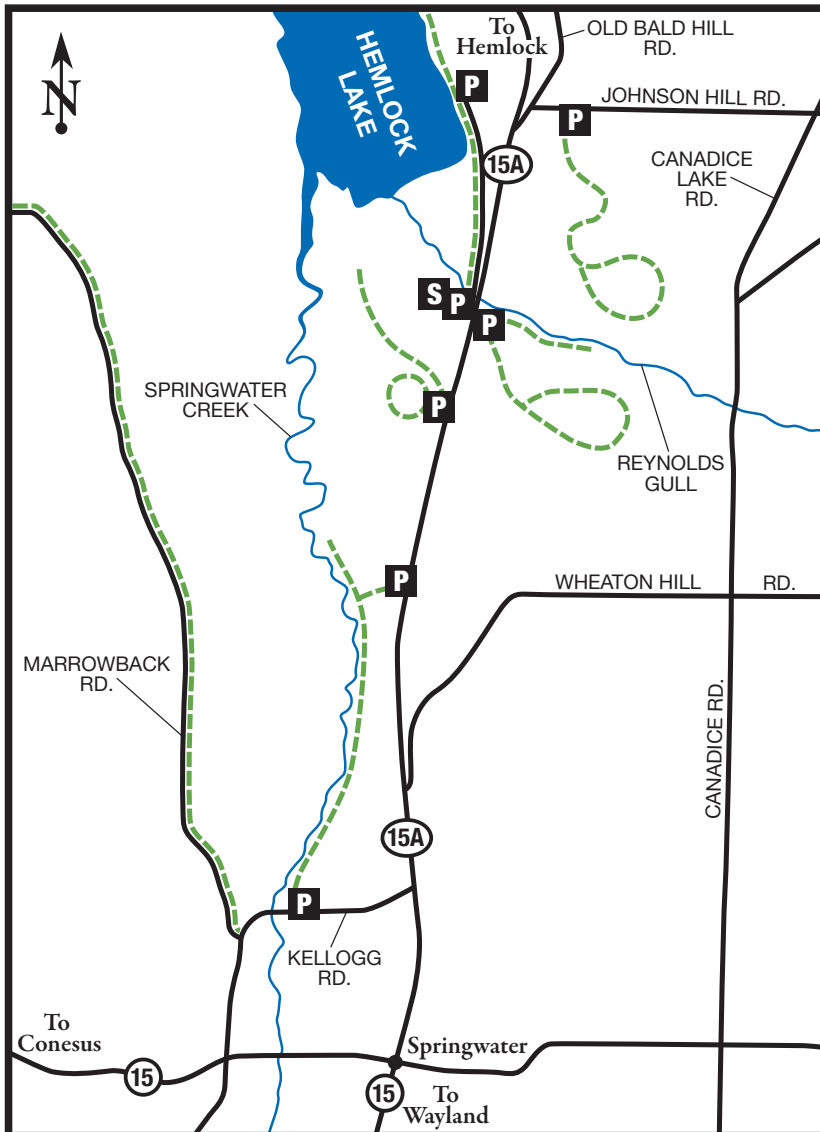 To
Hemlock
OLD BALD HILL
RD.
N
HEMLOCK
LAKE
P
P
JOHNSON HILL RD.
15A
CANADICE
LAKE
RD.
S
P
P
SPRINGWATER
CREEK
P
REYNOLDS
GULL
P
WHEATON HILL RD.
MARROWBACK
RD.
CANADICE RD.
15A
P
KELLOGG
RD.
To
Conesus
Springwater
15
15
To
Wayland